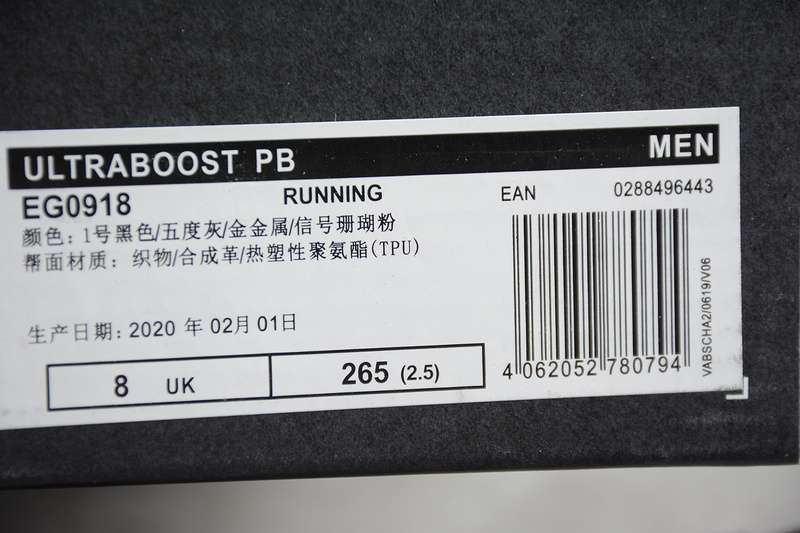 ULTRABOOST PB MEN
EG0918 RUNNING EAN 0288496443
颜色：1号黑色/五度灰/金金属/信号珊瑚粉
帮面材质：织物/合成革/热塑性聚氨酯(TPU)
生产日期：2020 年 02月 01日
8 UK 265 (2.5)
4 062052 780794
VABSCHA2/0619/V06